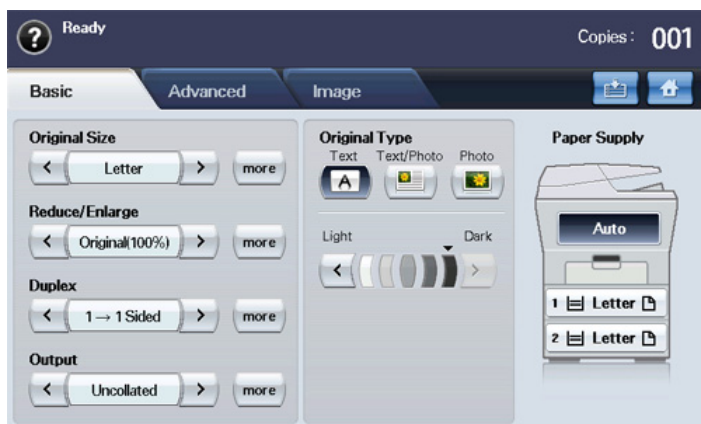 ? Ready
Copies: 001
Basic Advanced Image
Original Size
< Letter > more
Reduce/Enlarge
< Original(100%) > more
Duplex
< 1→1 Sided > more
Output
< Uncollated > more
Original Type
Text Text/Photo Photo
A
Light Dark
< >
Paper Supply
Auto
1 Letter
2 Letter